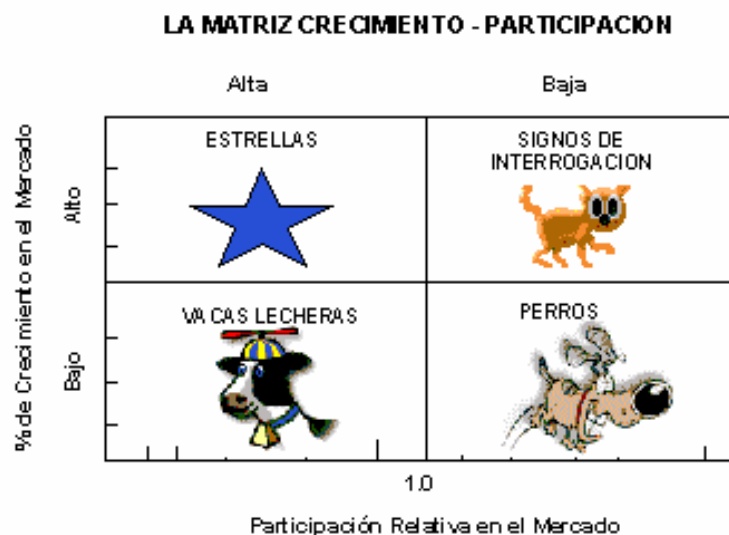 LA MATRIZ CRECIMIENTO - PARTICIPACION
Alta
Baja
% de Crecimiento en el Mercado
Alto
Bajo
ESTRELLAS
SIGNOS DE
INTERROGACION
VACAS LECHERAS
PERROS
1.0
Participación Relativa en el Mercado